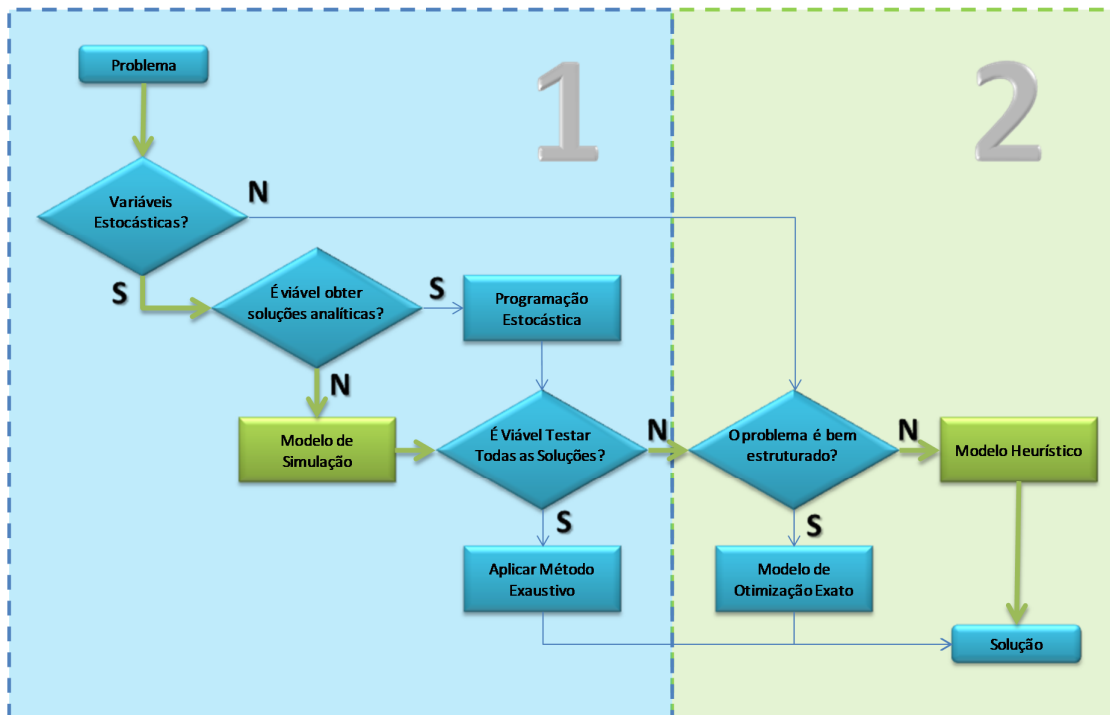 Problema
1
2
Variáveis
Estocásticas?
N
S
É viável obter
soluções analíticas?
S
Programação
Estocástica
N
Modelo de
Simulação
É Viável Testar
Todas as Soluções?
N
O problema é bem
estruturado?
N
Modelo Heurístico
S
S
Aplicar Método
Exaustivo
Modelo de
Otimização Exato
Solução